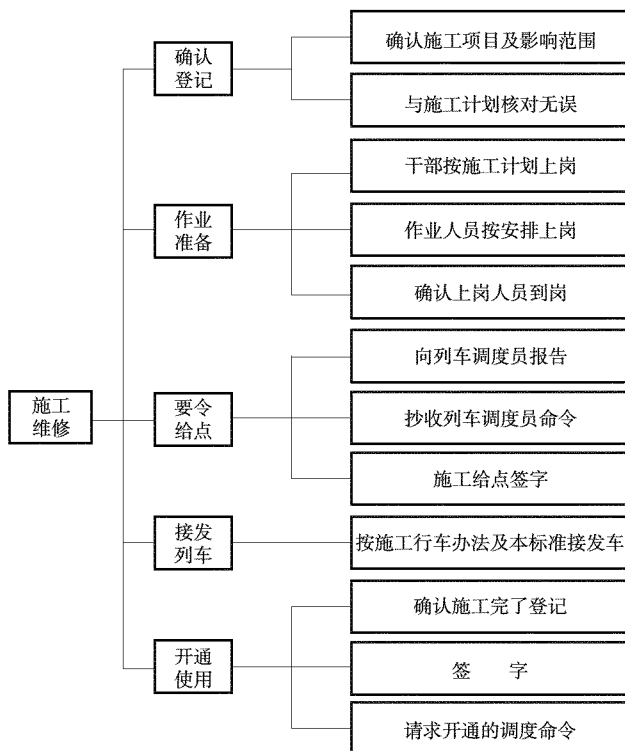 施工
维修
确认
登记
确认施工项目及影响范围
与施工计划核对无误
作业
准备
干部按施工计划上岗
作业人员按安排上岗
确认上岗人员到岗
要令
给点
向列车调度员报告
抄收列车调度员命令
施工给点签字
接发
列车
按施工行车办法及本标准接发车
开通
使用
确认施工完了登记
签 字
请求开通的调度命令